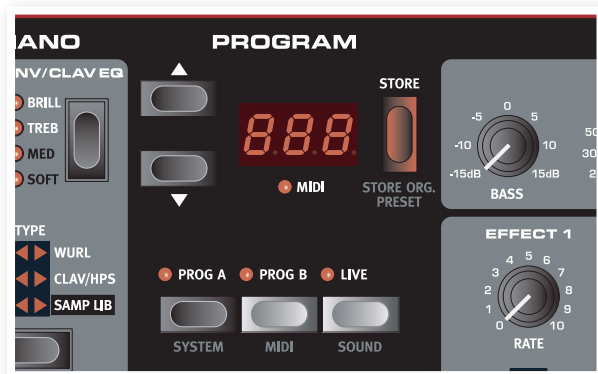 IANO
NV/CLAV EQ
BRILL
TREB
MED
SOFT
TYPE
WURL
CLAV/HPS
SAMP LIB
PROGRAM
888
MIDI
STORE
STORE ORG.
PRESET
PROG A
PROG B
LIVE
SYSTEM
MIDI
SOUND
-5
0
5
-10
10
-15dB
15dB
BASS
50
30
2
EFFECT 1
4
5
6
3
7
2
8
1
9
0
10
RATE